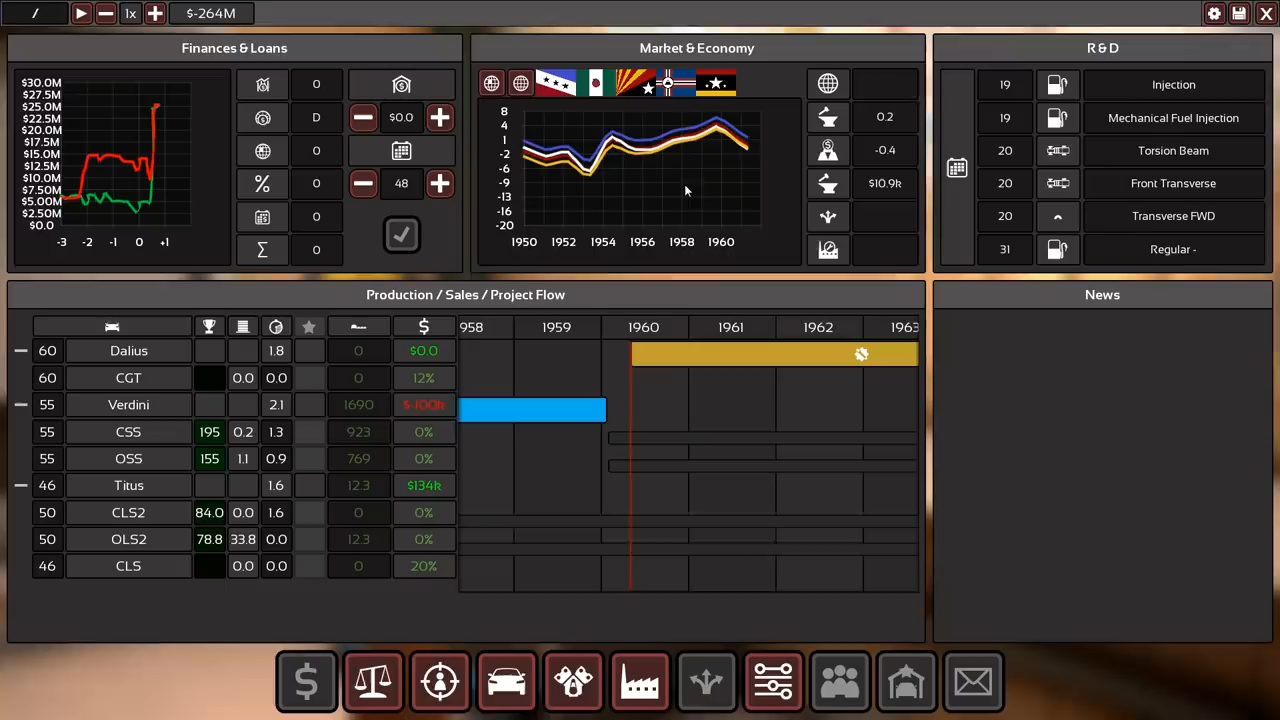 / 1x $-264M
Finances & Loans
$30.0M
$27.5M
$25.0M
$22.5M
$20.0M
$17.5M
$15.0M
$12.5M
$10.0M
$7.50M
$5.00M
$2.50M
$0.0
-3 -2 -1 0 +1
0
D $0.0
0
% 0 48
0
Σ 0
Market & Economy
8
4
1
-2
-6
-9
-13
-16
-20
1950 1952 1954 1956 1958 1960
0.2
-0.4
$10.9k
R & D
19 Injection
19 Mechanical Fuel Injection
20 Torsion Beam
20 Front Transverse
20 Transverse FWD
31 Regular -
Production / Sales / Project Flow
$ 958 1959 1960 1961 1962 1963
60 Dalius 1.8 0 $0.0
60 CGT 0.0 0.0 0 12%
55 Verdini 2.1 1690 $-100k
55 CSS 195 0.2 1.3 923 0%
55 OSS 155 1.1 0.9 769 0%
46 Titus 1.6 12.3 $134k
50 CLS2 84.0 0.0 1.6 0 0%
50 OLS2 78.8 33.8 0.0 12.3 0%
46 CLS 0.0 0.0 0 20%
News
$